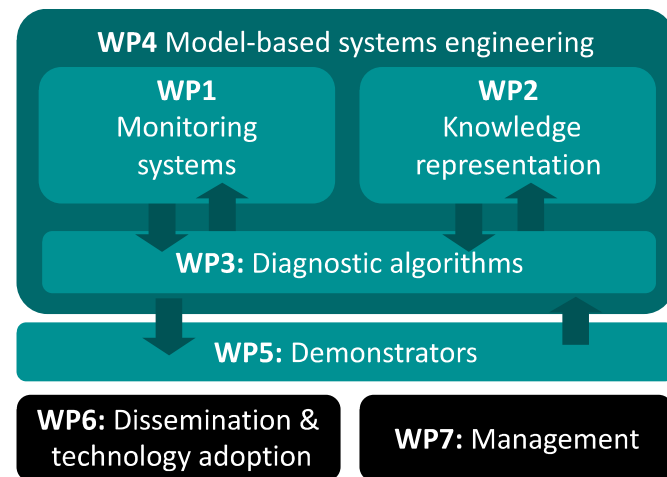 WP4 Model-based systems engineering
WP1
Monitoring
systems
WP2
Knowledge
representation
WP3: Diagnostic algorithms
WP5: Demonstrators
WP6: Dissemination &
technology adoption
WP7: Management